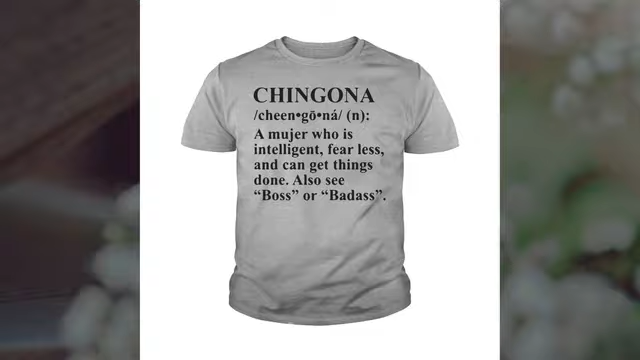 CHINGONA
/cheen•gō•ná/ (n):
A mujer who is
intelligent, fear less,
and can get things
done. Also see
“Boss” or “Badass”.